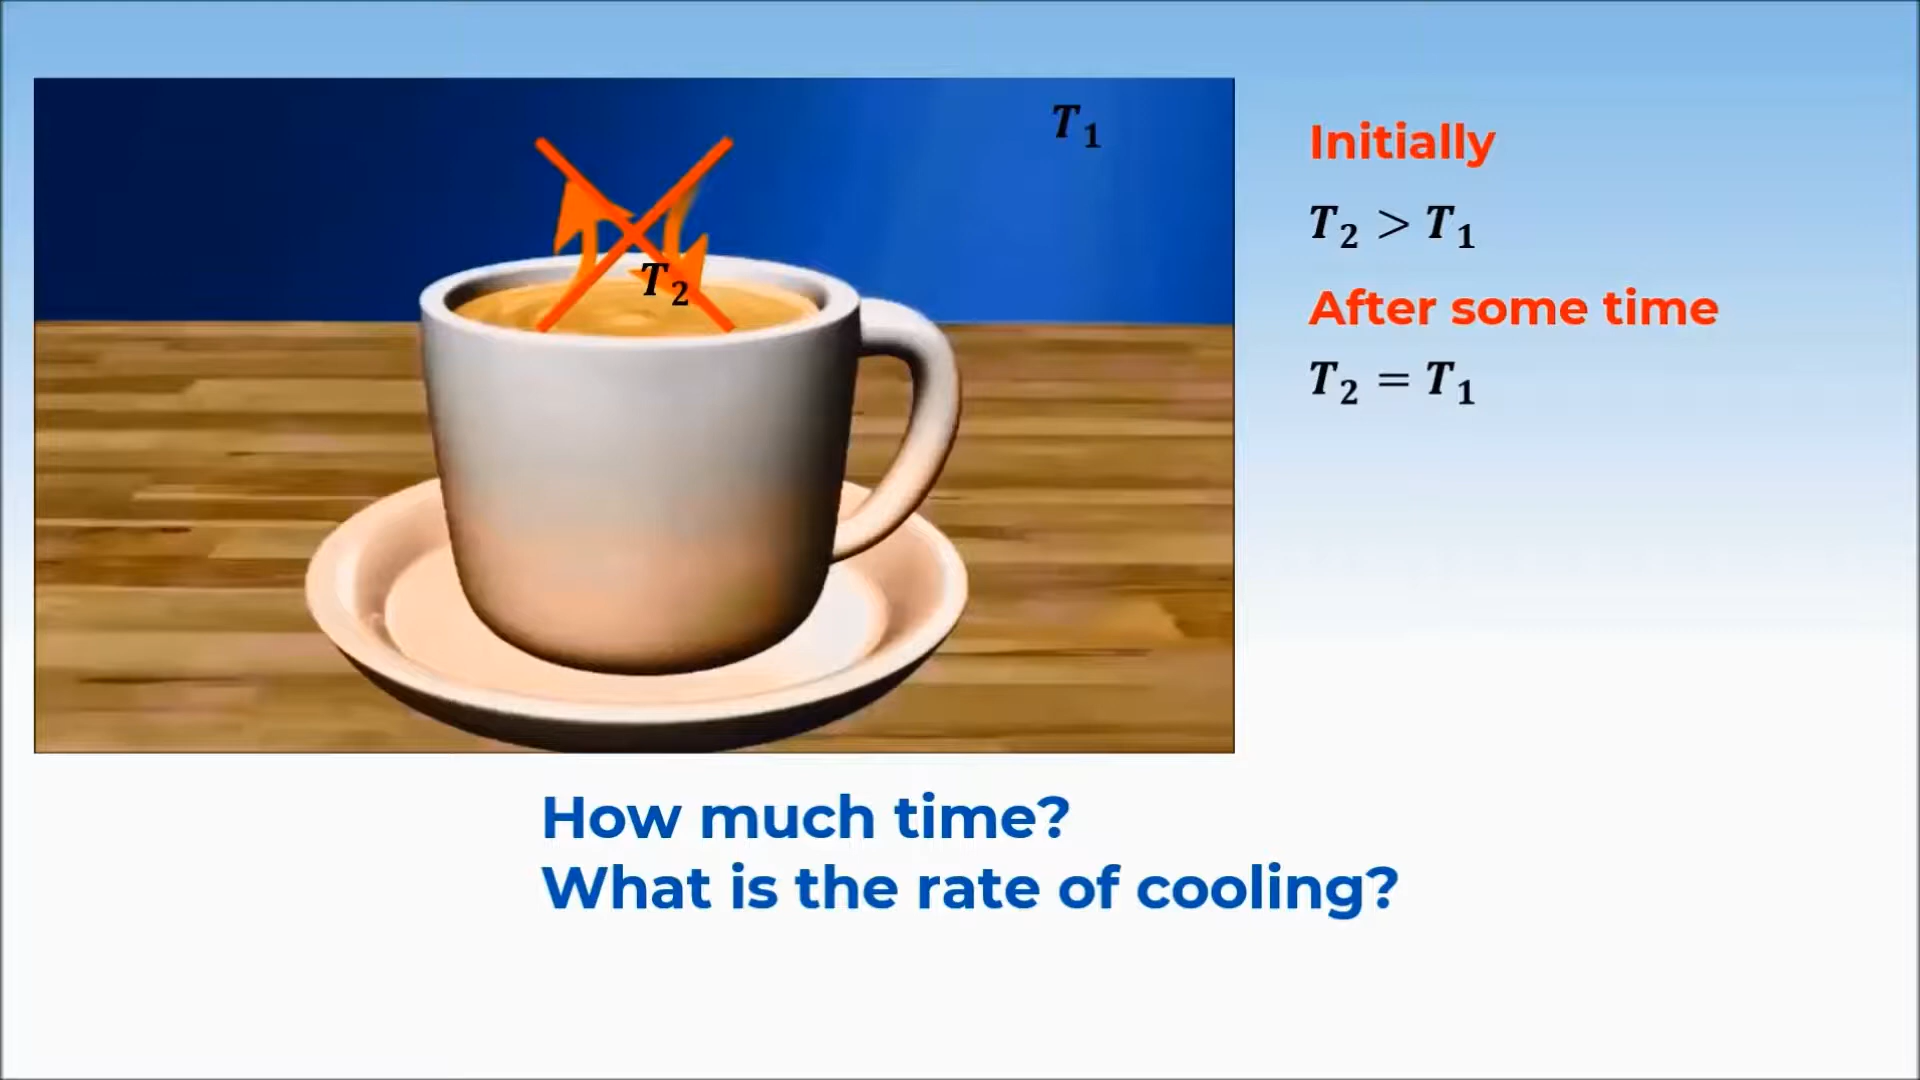 T₁
T₂
Initially
T₂ > T₁
After some time
T₂ = T₁
How much time?
What is the rate of cooling?